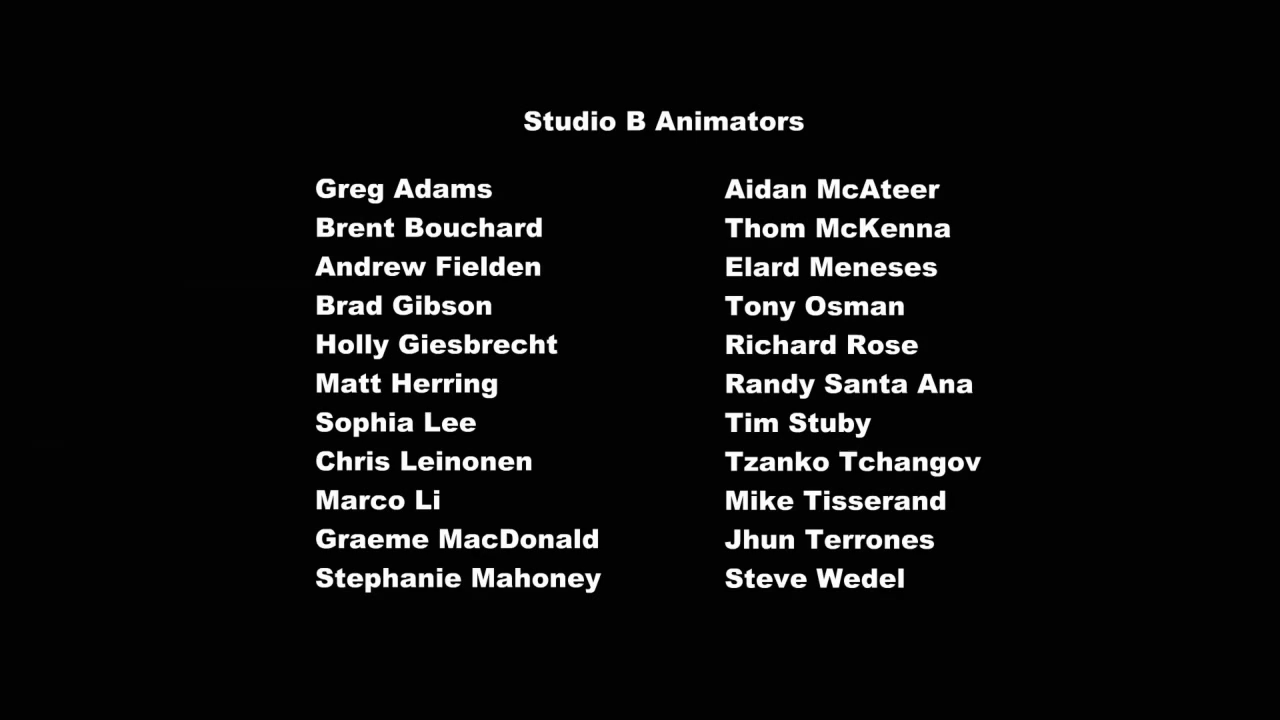 Studio B Animators
Greg Adams
Brent Bouchard
Andrew Fielden
Brad Gibson
Holly Giesbrecht
Matt Herring
Sophia Lee
Chris Leinonen
Marco Li
Graeme MacDonald
Stephanie Mahoney
Aidan McAteer
Thom McKenna
Elard Meneses
Tony Osman
Richard Rose
Randy Santa Ana
Tim Stuby
Tzanko Tchangov
Mike Tisserand
Jhun Terrones
Steve Wedel